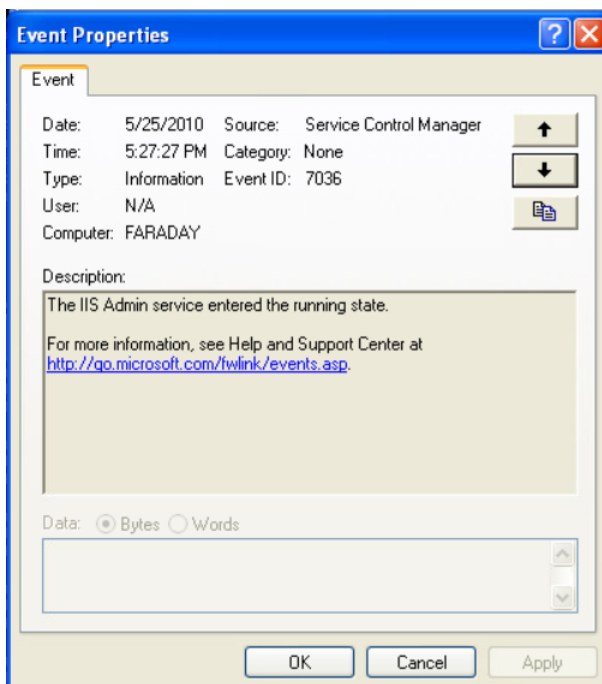 Event Properties
?
Event
Date: 5/25/2010 Source: Service Control Manager
Time: 5:27:27 PM Category: None
Type: Information Event ID: 7036
User: N/A
Computer: FARADAY
Description:
The IIS Admin service entered the running state.
For more information, see Help and Support Center at
http://go.microsoft.com/fwlink/events.asp.
Data: Bytes Words
OK Cancel Apply